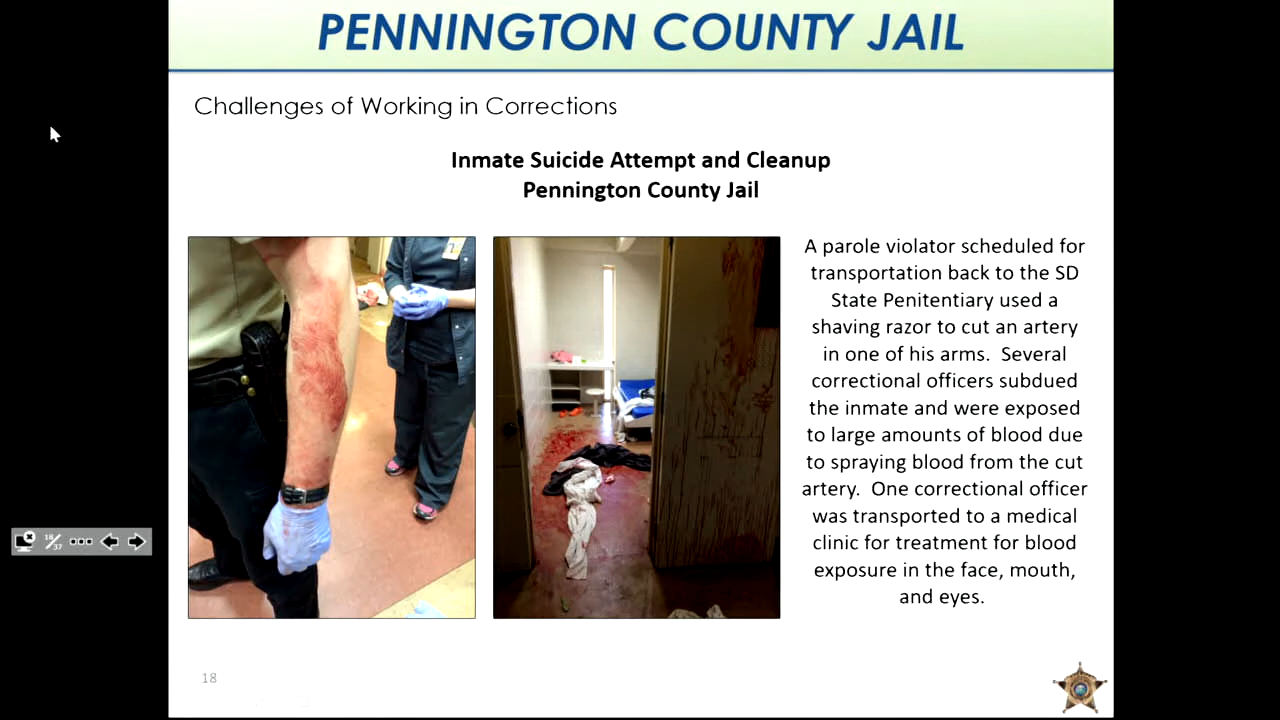 PENNINGTON COUNTY JAIL
Challenges of Working in Corrections
Inmate Suicide Attempt and Cleanup
Pennington County Jail
A parole violator scheduled for
transportation back to the SD
State Penitentiary used a
shaving razor to cut an artery
in one of his arms. Several
correctional officers subdued
the inmate and were exposed
to large amounts of blood due
to spraying blood from the cut
artery. One correctional officer
was transported to a medical
clinic for treatment for blood
exposure in the face, mouth,
and eyes.
18/37
18